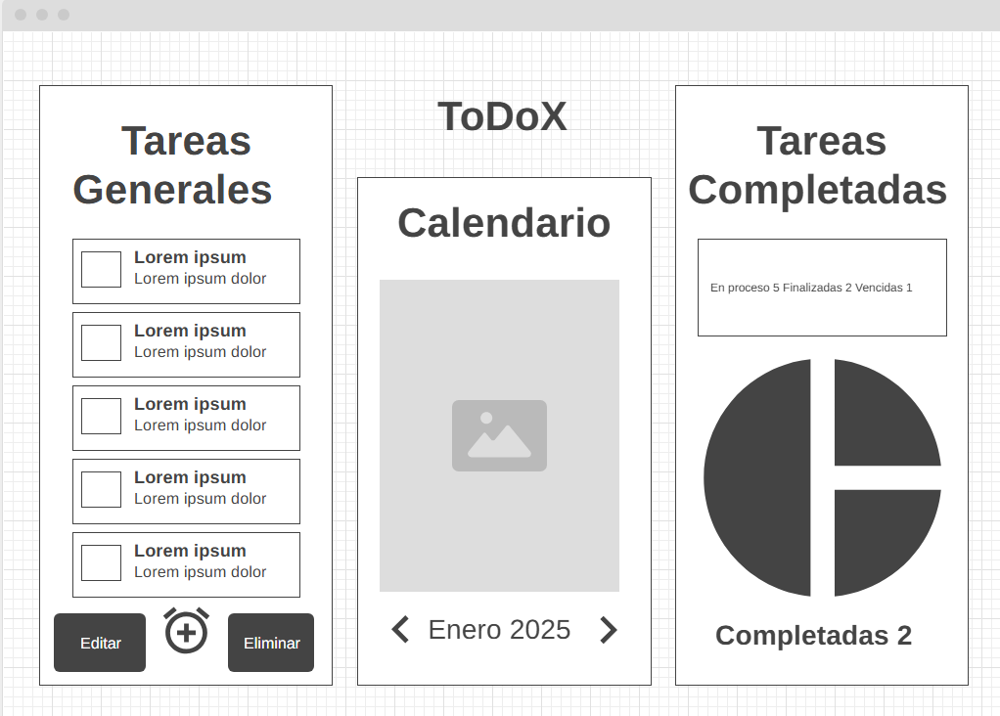 Tareas
Generales
Lorem ipsum
Lorem ipsum dolor
Lorem ipsum
Lorem ipsum dolor
Lorem ipsum
Lorem ipsum dolor
Lorem ipsum
Lorem ipsum dolor
Lorem ipsum
Lorem ipsum dolor
Editar
Eliminar
ToDoX
Calendario
Enero 2025
Tareas
Completadas
En proceso 5 Finalizadas 2 Vencidas 1
Completadas 2